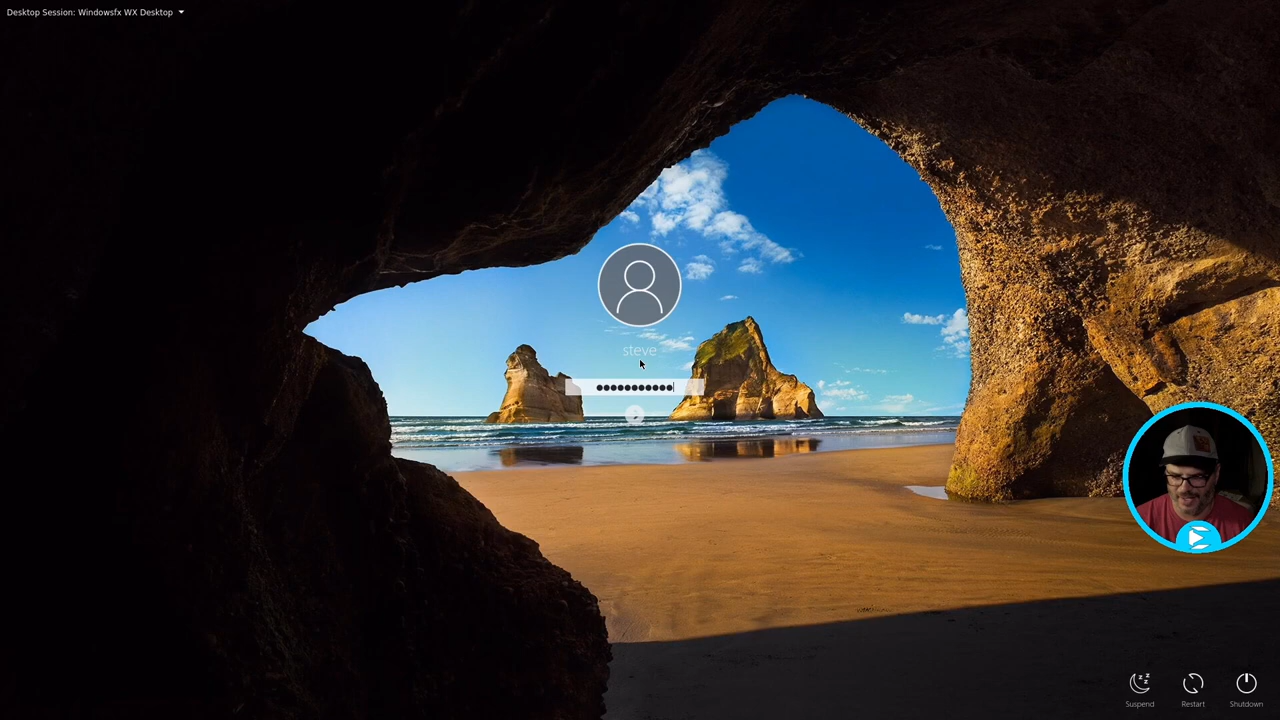 Desktop Session: Windowsfx WX Desktop
steve
Suspend
Restart
Shutdown